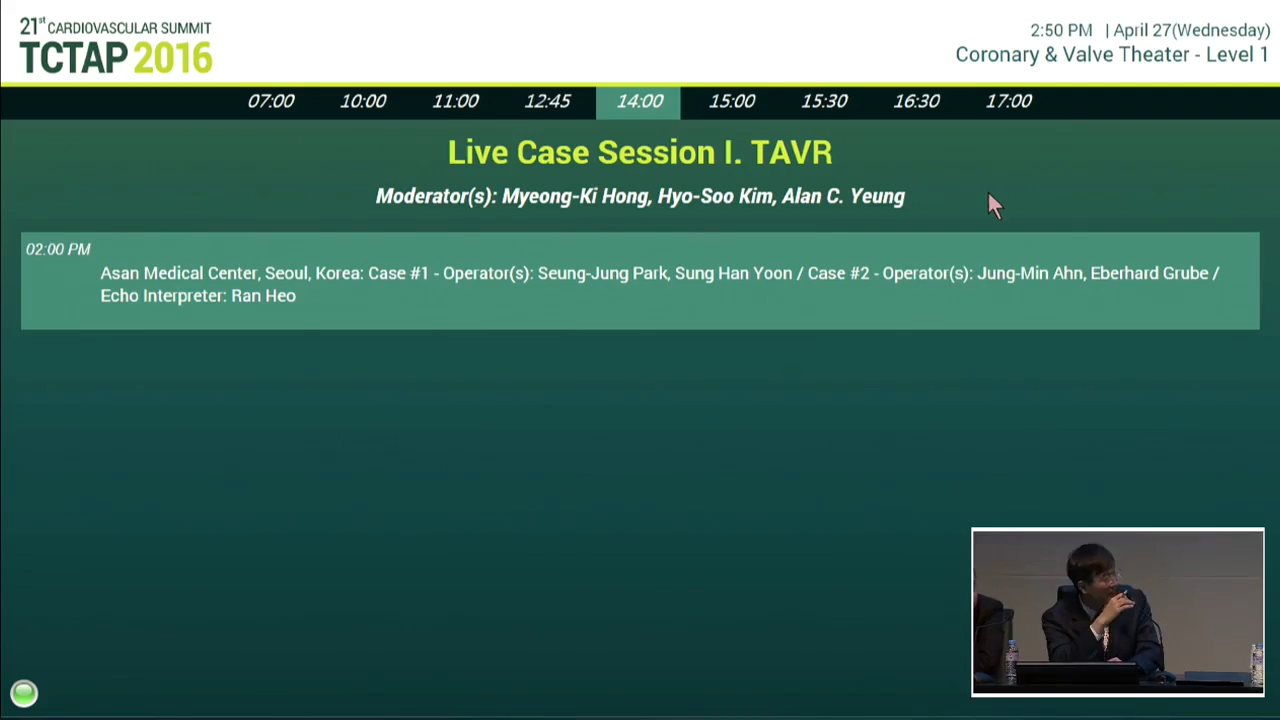 21st CARDIOVASCULAR SUMMIT
TCTAP 2016
2:50 PM | April 27(Wednesday)
Coronary & Valve Theater - Level 1
07:00 10:00 11:00 12:45 14:00 15:00 15:30 16:30 17:00
Live Case Session I. TAVR
Moderator(s): Myeong-Ki Hong, Hyo-Soo Kim, Alan C. Yeung
02:00 PM
Asan Medical Center, Seoul, Korea: Case #1 - Operator(s): Seung-Jung Park, Sung Han Yoon / Case #2 - Operator(s): Jung-Min Ahn, Eberhard Grube /
Echo Interpreter: Ran Heo